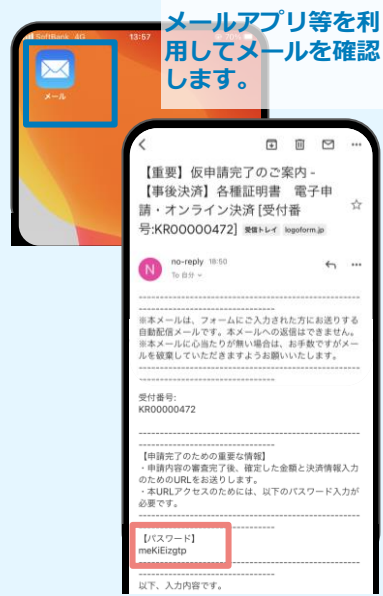 メールアプリ等を利
用してメールを確認
します。
SoftBank 4G 13:57 70%
メール
【重要】仮申請完了のご案内 -
【事後決済】各種証明書 電子申
請・オンライン決済 [受付番
号:KR00000472] 受信トレイ logoform.jp
N
no-reply 18:50
To 自分
--------------------------------------------------------
----------------------------------
※本メールは、フォームにご入力された方にお送りする
自動配信メールです。本メールへの返信はできません。
※本メールに心当たりが無い場合は、お手数ですがメー
ルを破棄していただきますようお願いいたします。
--------------------------------------------------------
----------------------------------
受付番号:
KR00000472
--------------------------------------------------------
----------------------------------
【申請完了のための重要な情報】
・申請内容の審査完了後、確定した金額と決済情報入力
のためのURLをお送りします。
・本URLアクセスのためには、以下のパスワード入力が
必要です。
--------------------------------------------------------
----------------------------------
【パスワード】
meKiEizgtp
--------------------------------------------------------
----------------------------------
以下、入力内容です。